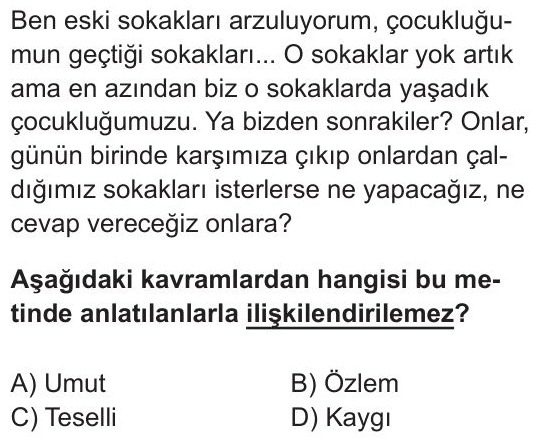 Ben eski sokakları arzuluyorum, çocukluğu-
mun geçtiği sokakları... O sokaklar yok artık
ama en azından biz o sokaklarda yaşadık
çocukluğumuzu. Ya bizden sonrakiler? Onlar,
günün birinde karşımıza çıkıp onlardan çal-
dığımız sokakları isterlerse ne yapacağız, ne
cevap vereceğiz onlara?
Aşağıdaki kavramlardan hangisi bu me-
tinde anlatılanlarla ilişkilendirilemez?
A) Umut B) Özlem
C) Teselli D) Kaygı